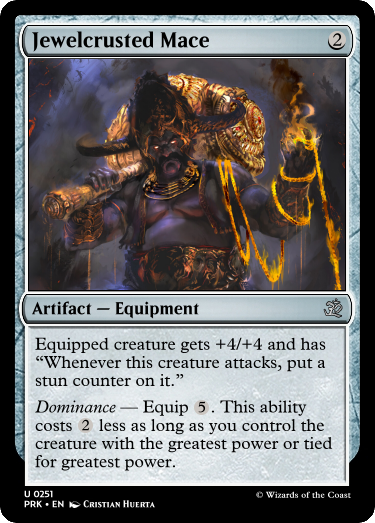 Jewelcrusted Mace 2
Artifact — Equipment
Equipped creature gets +4/+4 and has
“Whenever this creature attacks, put a
stun counter on it.”
Dominance — Equip 5. This ability
costs 2 less as long as you control the
creature with the greatest power or tied
for greatest power.
U 0251
PRK • EN Cristian Huerta
© Wizards of the Coast